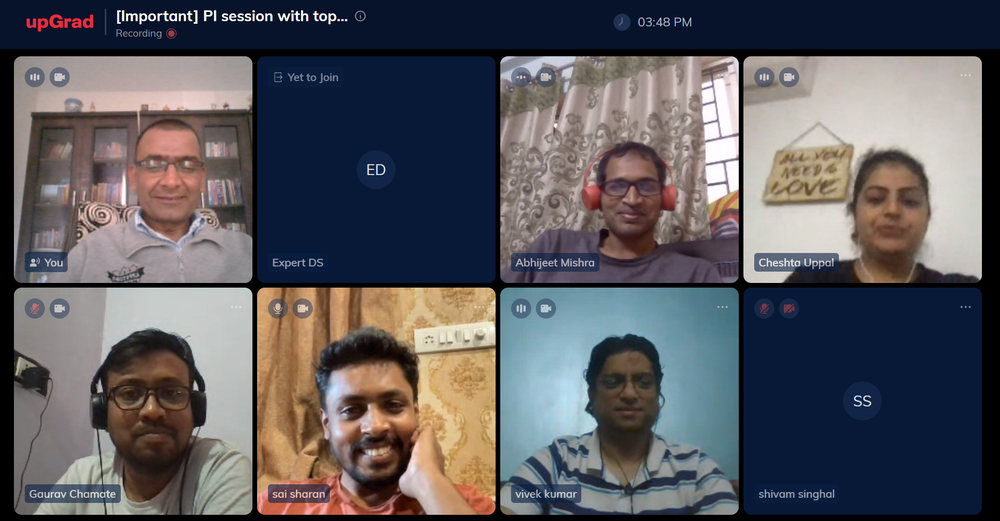 upGrad
[Important] PI session with top...
Recording
03:48 PM
You
Yet to Join
ED
Expert DS
Abhijeet Mishra
ALL YOU
NEED IS
LOVE
Cheshta Uppal
Gaurav Chamate
sai sharan
vivek kumar
SS
shivam singhal